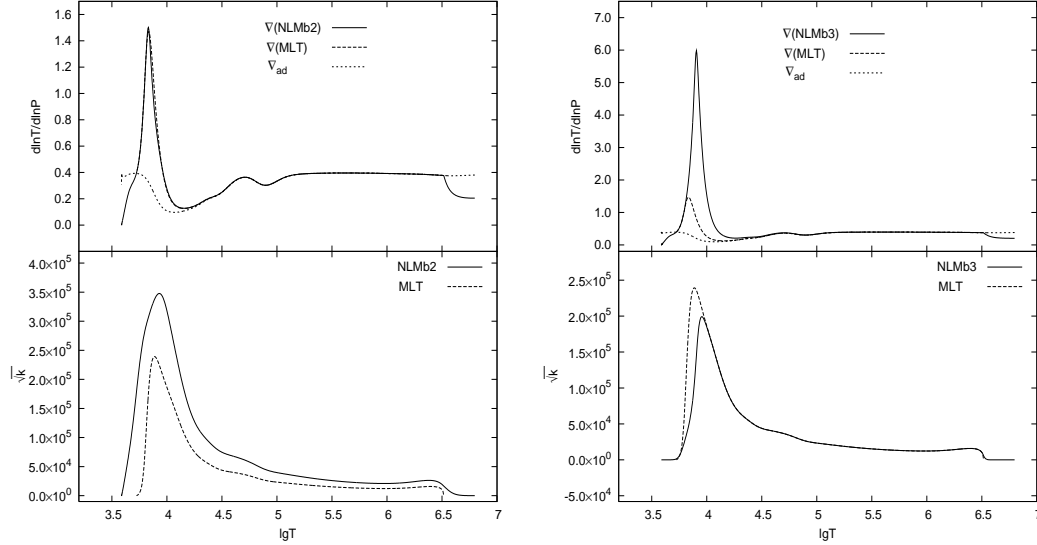 1.6
1.4
1.2
1.0
0.8
0.6
0.4
0.2
0.0
dlnT/dlnP
∇(NLMb2)
∇(MLT)
∇ad
4.0×10⁵
3.5×10⁵
3.0×10⁵
2.5×10⁵
2.0×10⁵
1.5×10⁵
1.0×10⁵
5.0×10⁴
0.0×10⁰
√k
NLMb2
MLT
3.5 4 4.5 5 5.5 6 6.5 7
lgT
7.0
6.0
5.0
4.0
3.0
2.0
1.0
0.0
dlnT/dlnP
∇(NLMb3)
∇(MLT)
∇ad
2.5×10⁵
2.0×10⁵
1.5×10⁵
1.0×10⁵
5.0×10⁴
0.0×10⁰
-5.0×10⁴
√k
NLMb3
MLT
3.5 4 4.5 5 5.5 6 6.5 7
lgT